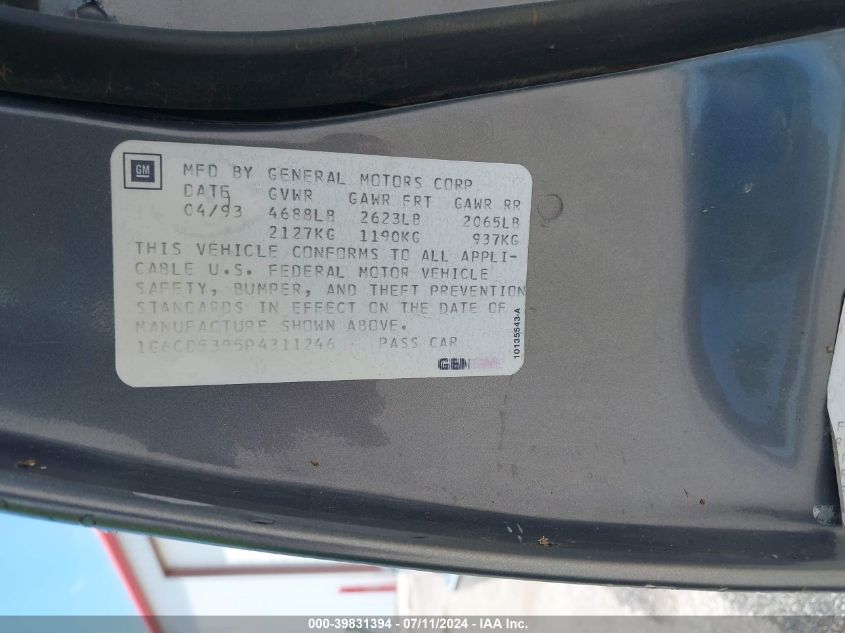 GM
MFD BY GENERAL MOTORS CORP
DATE GVWR GAWR FRT GAWR RR
04/93 4688LB 2623LB 2065LB
2127KG 1190KG 937KG
THIS VEHICLE CONFORMS TO ALL APPLI-
CABLE U.S. FEDERAL MOTOR VEHICLE
SAFETY, BUMPER, AND THEFT PREVENTION
STANDARDS IN EFFECT ON THE DATE OF
MANUFACTURE SHOWN ABOVE.
1G6CD53B5P4311246 PASS CAR
10135543-A
000-39831394 - 07/11/2024 - IAA Inc.